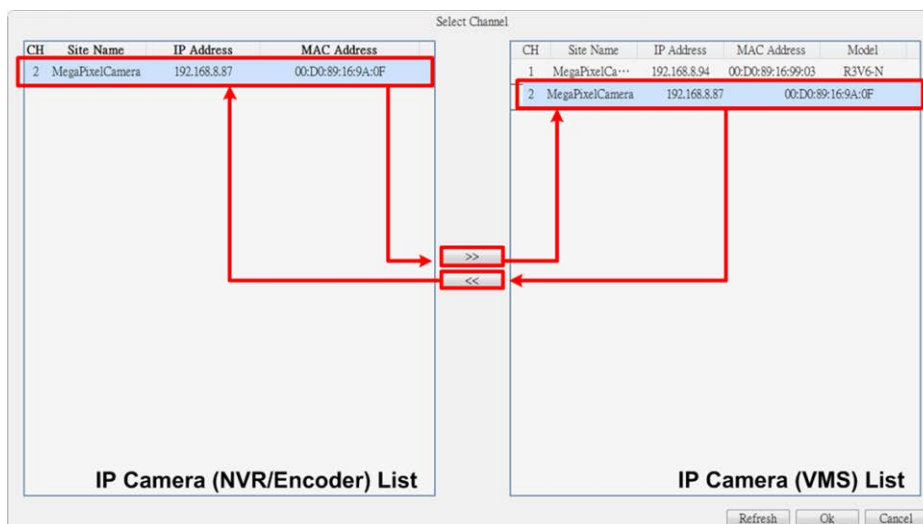 Select Channel
CH Site Name IP Address MAC Address
2 MegaPixelCamera 192.168.8.87 00:D0:89:16:9A:0F
CH Site Name IP Address MAC Address Model
1 MegaPixelCa··· 192.168.8.94 00:D0:89:16:99:03 R3V6-N
2 MegaPixelCamera 192.168.8.87 00:D0:89:16:9A:0F
>>
<<
IP Camera (NVR/Encoder) List
IP Camera (VMS) List
Refresh Ok Cancel